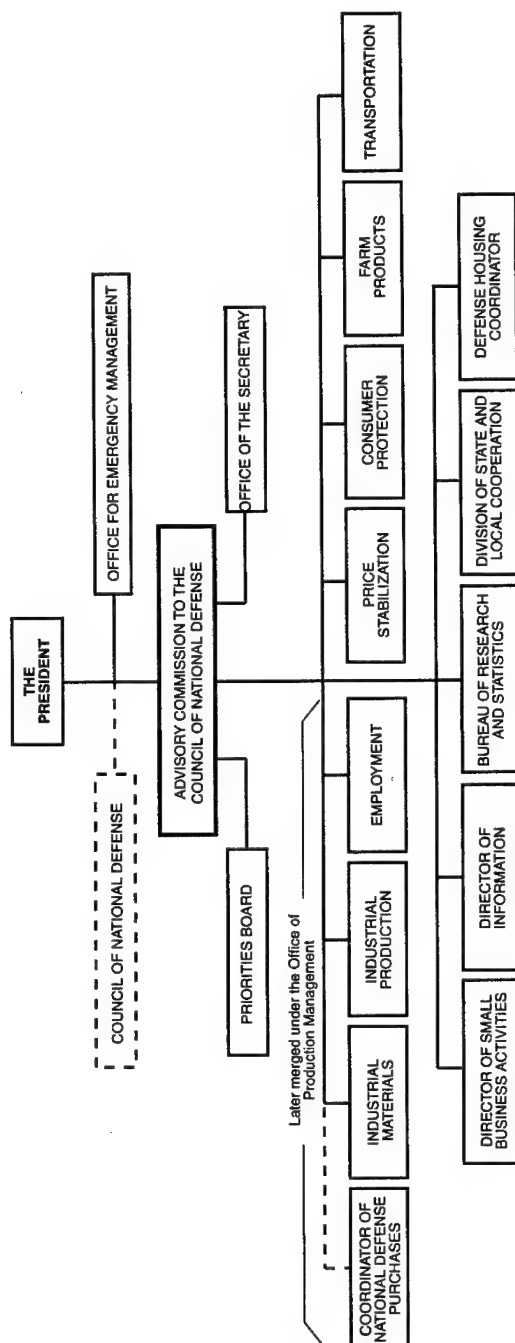 THE
PRESIDENT
COUNCIL OF NATIONAL DEFENSE
OFFICE FOR EMERGENCY MANAGEMENT
ADVISORY COMMISSION TO THE
COUNCIL OF NATIONAL DEFENSE
PRIORITIES BOARD
OFFICE OF THE SECRETARY
Later merged under the Office of
Production Management
COORDINATOR OF
NATIONAL DEFENSE
PURCHASES
INDUSTRIAL
MATERIALS
INDUSTRIAL
PRODUCTION
EMPLOYMENT
PRICE
STABILIZATION
CONSUMER
PROTECTION
FARM
PRODUCTS
TRANSPORTATION
DIRECTOR OF SMALL
BUSINESS ACTIVITIES
DIRECTOR OF
INFORMATION
BUREAU OF RESEARCH
AND STATISTICS
DIVISION OF STATE AND
LOCAL COOPERATION
DEFENSE HOUSING
COORDINATOR